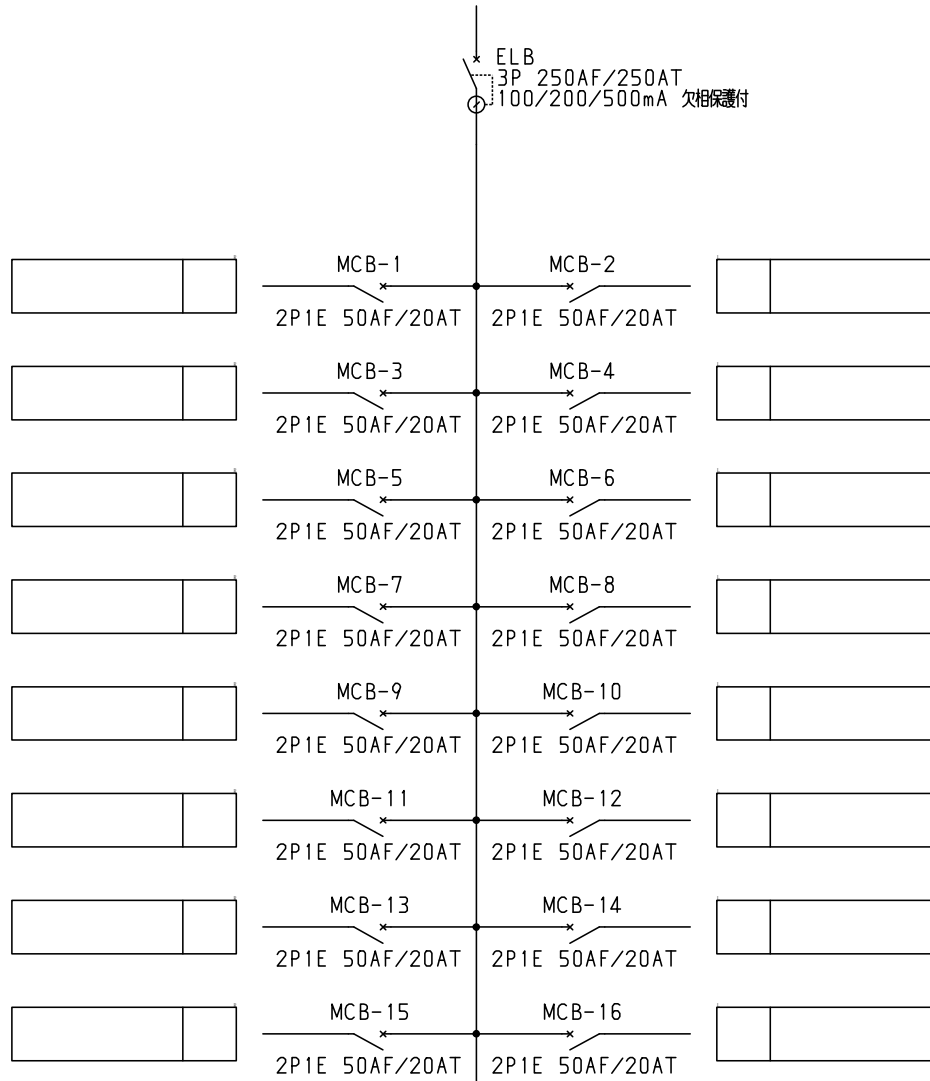 ELB
3P 250AF/250AT
100/200/500mA 欠相保護付
MCB-1 MCB-2
2P1E 50AF/20AT 2P1E 50AF/20AT
MCB-3 MCB-4
2P1E 50AF/20AT 2P1E 50AF/20AT
MCB-5 MCB-6
2P1E 50AF/20AT 2P1E 50AF/20AT
MCB-7 MCB-8
2P1E 50AF/20AT 2P1E 50AF/20AT
MCB-9 MCB-10
2P1E 50AF/20AT 2P1E 50AF/20AT
MCB-11 MCB-12
2P1E 50AF/20AT 2P1E 50AF/20AT
MCB-13 MCB-14
2P1E 50AF/20AT 2P1E 50AF/20AT
MCB-15 MCB-16
2P1E 50AF/20AT 2P1E 50AF/20AT